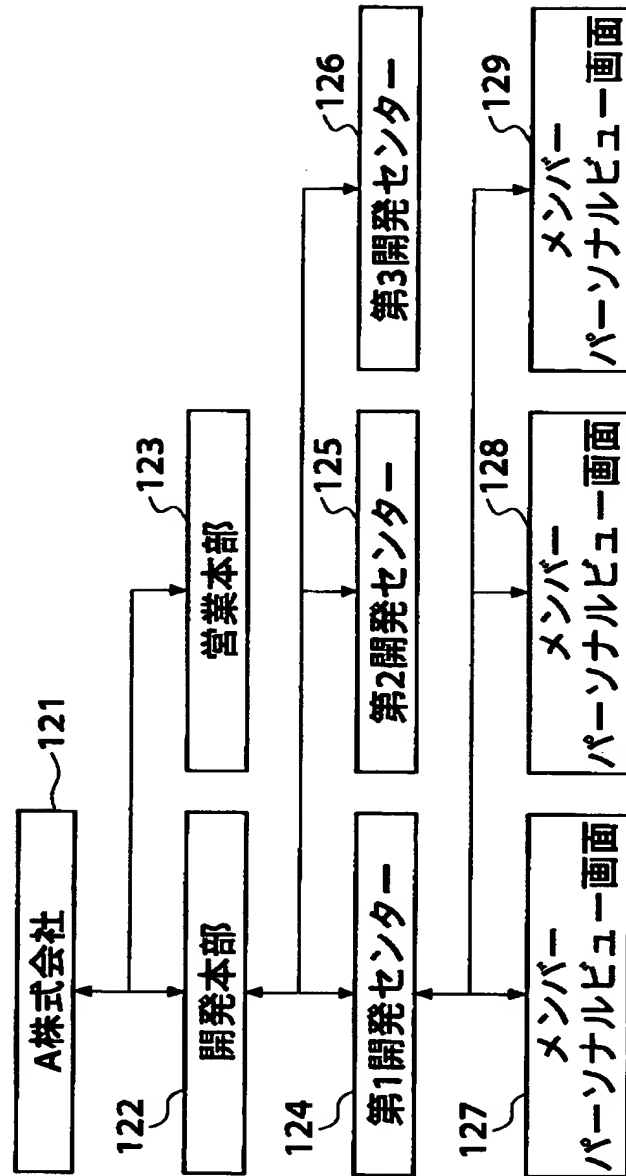 A株式会社
121
開発本部
122
営業本部
123
第1開発センター
124
第2開発センター
125
第3開発センター
126
メンバー
パーソナルビュー画面
127
メンバー
パーソナルビュー画面
128
メンバー
パーソナルビュー画面
129